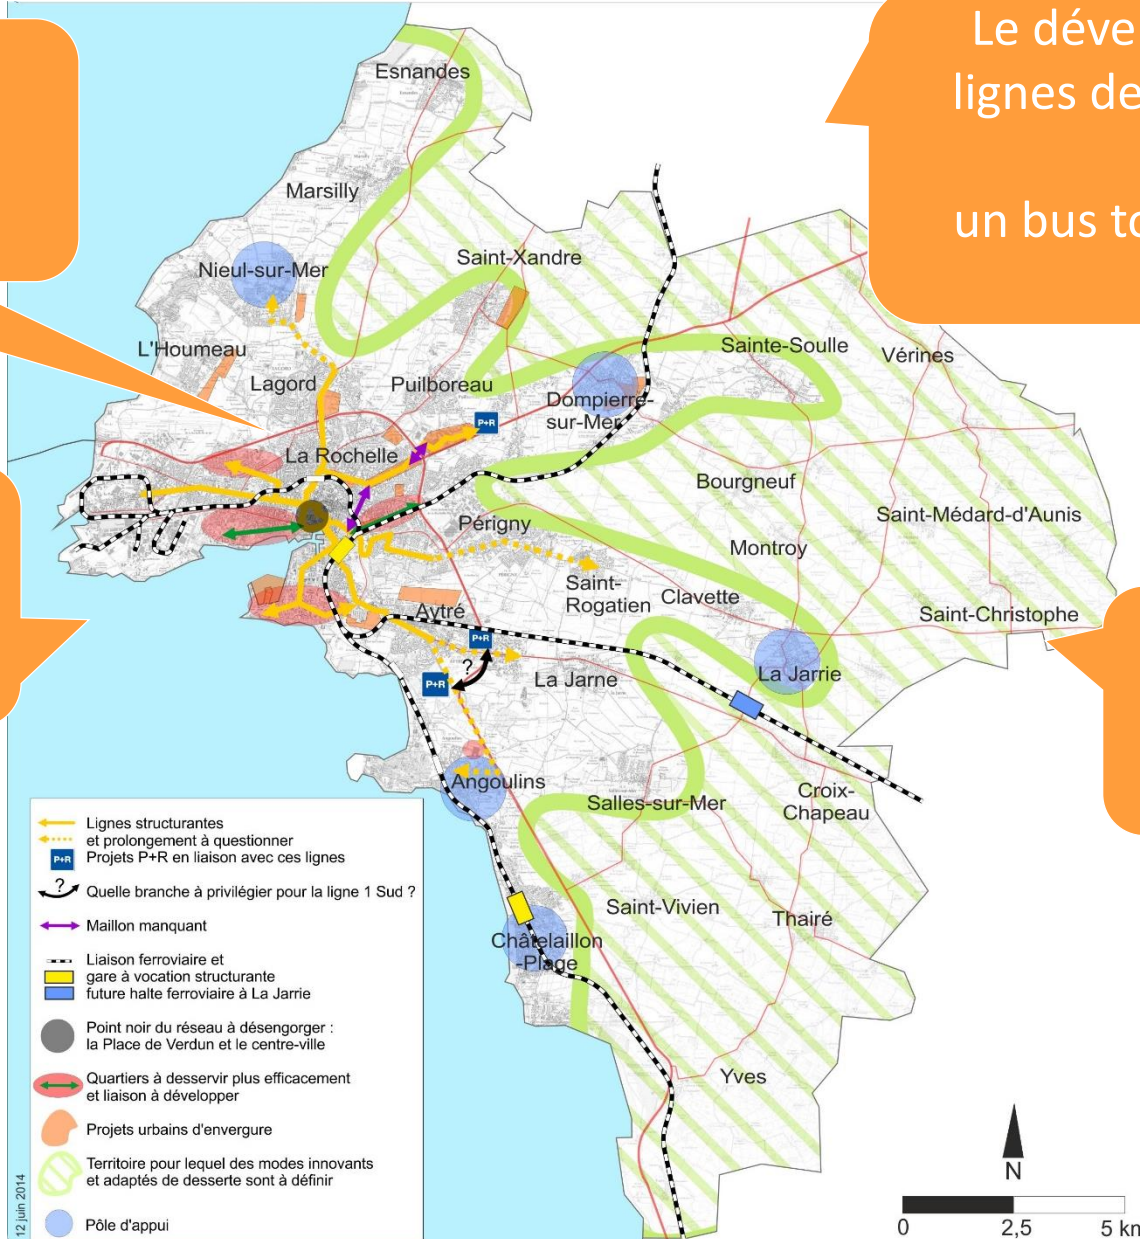 Le déve
lignes de
un bus to
Esnandes
Marsilly
Saint-Xandre
Nieul-sur-Mer
L'Houmeau
Lagord
Puilboreau
Sainte-Soulle
Vérines
Dompierre-
sur-Mer
P+R
La Rochelle
Bourgneuf
Saint-Médard-d'Aunis
Périgny
Montroy
Saint-
Rogatien
Clavette
Saint-Christophe
Aytré
P+R
?
P+R
La Jarne
La Jarrie
Angoulins
Salles-sur-Mer
Croix-
Chapeau
Saint-Vivien
Thairé
Châtelaillon
-Plage
Yves
Lignes structurantes
et prolongement à questionner
P+R
Projets P+R en liaison avec ces lignes
?
Quelle branche à privilégier pour la ligne 1 Sud ?
Maillon manquant
Liaison ferroviaire et
gare à vocation structurante
future halte ferroviaire à La Jarrie
Point noir du réseau à désengorger :
la Place de Verdun et le centre-ville
Quartiers à desservir plus efficacement
et liaison à développer
Projets urbains d'envergure
Territoire pour lequel des modes innovants
et adaptés de desserte sont à définir
Pôle d'appui
12 juin 2014
N
0 2,5 5 km